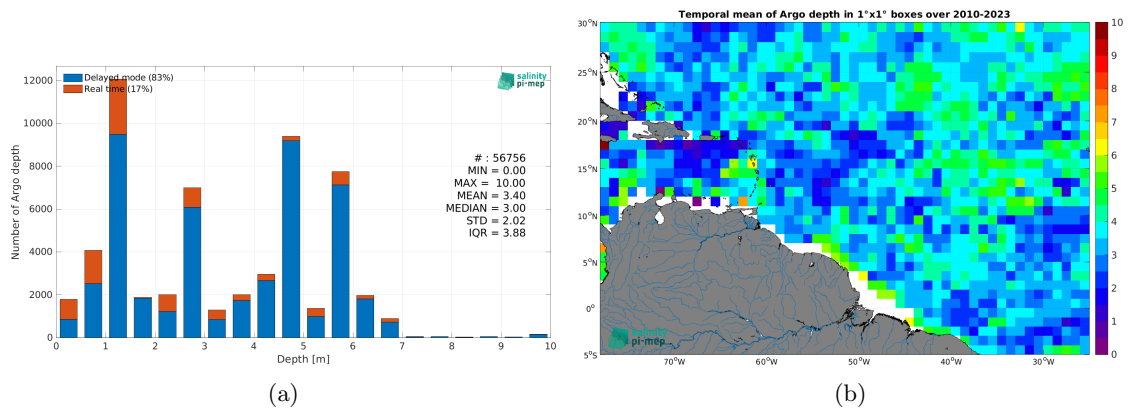 Delayed mode (83%)
Real time (17%)
salinity
pi-mep
12000
10000
8000
6000
4000
2000
0
Number of Argo depth
# : 56756
MIN = 0.00
MAX = 10.00
MEAN = 3.40
MEDIAN = 3.00
STD = 2.02
IQR = 3.88
0 1 2 3 4 5 6 7 8 9 10
Depth [m]
(a)
Temporal mean of Argo depth in 1°x1° boxes over 2010-2023
30°N
25°N
20°N
15°N
10°N
5°N
0°
5°S
70°W 60°W 50°W 40°W 30°W
salinity
pi-mep
10
9
8
7
6
5
4
3
2
1
0
(b)